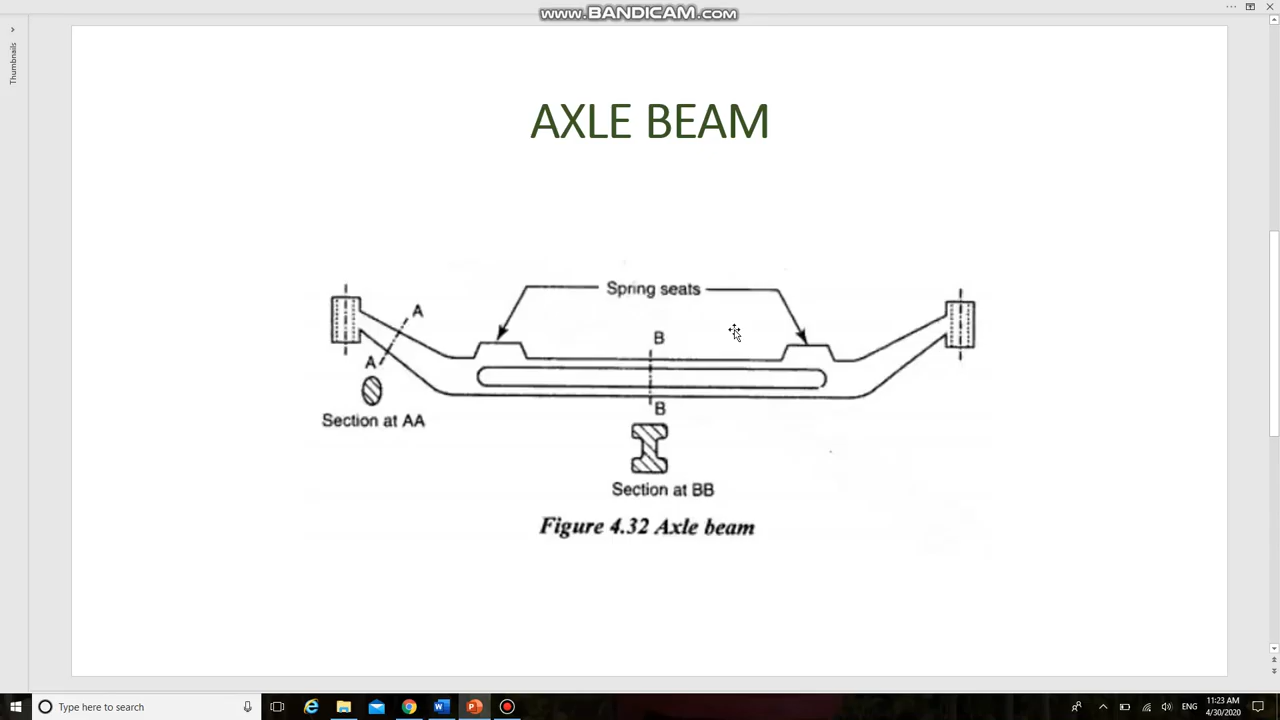 www.BANDICAM.com
Thumbnails
AXLE BEAM
Spring seats
A
B
A
B
Section at AA
Section at BB
Figure 4.32 Axle beam
Type here to search
ENG
11:23 AM
4/30/2020